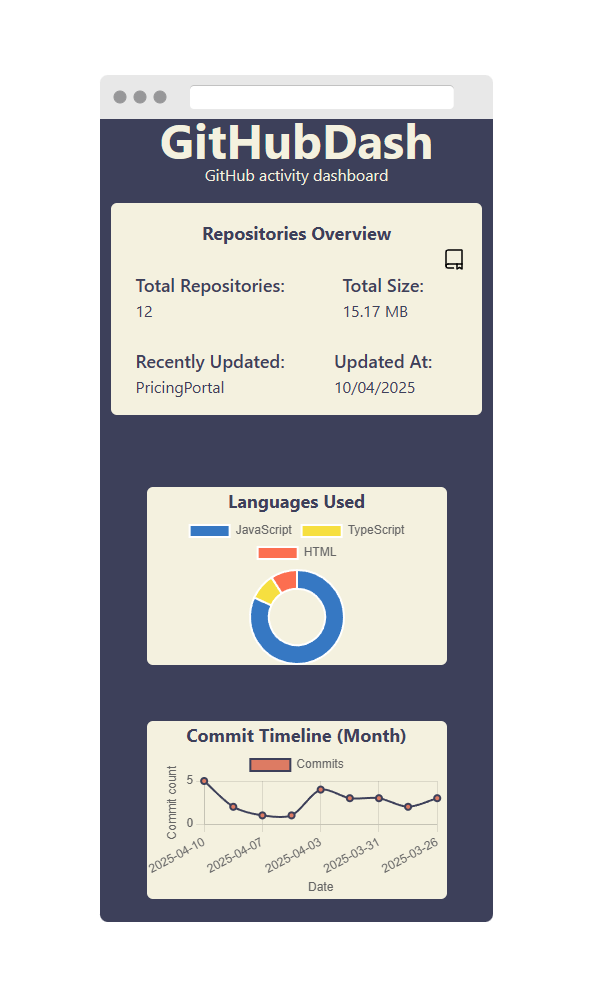 GitHubDash
GitHub activity dashboard
Repositories Overview
Total Repositories: Total Size:
12 15.17 MB
Recently Updated: Updated At:
PricingPortal 10/04/2025
Languages Used
JavaScript TypeScript
HTML
Commit Timeline (Month)
Commits
Commit count
5
0
2025-04-10 2025-04-07 2025-04-03 2025-03-31 2025-03-26
Date